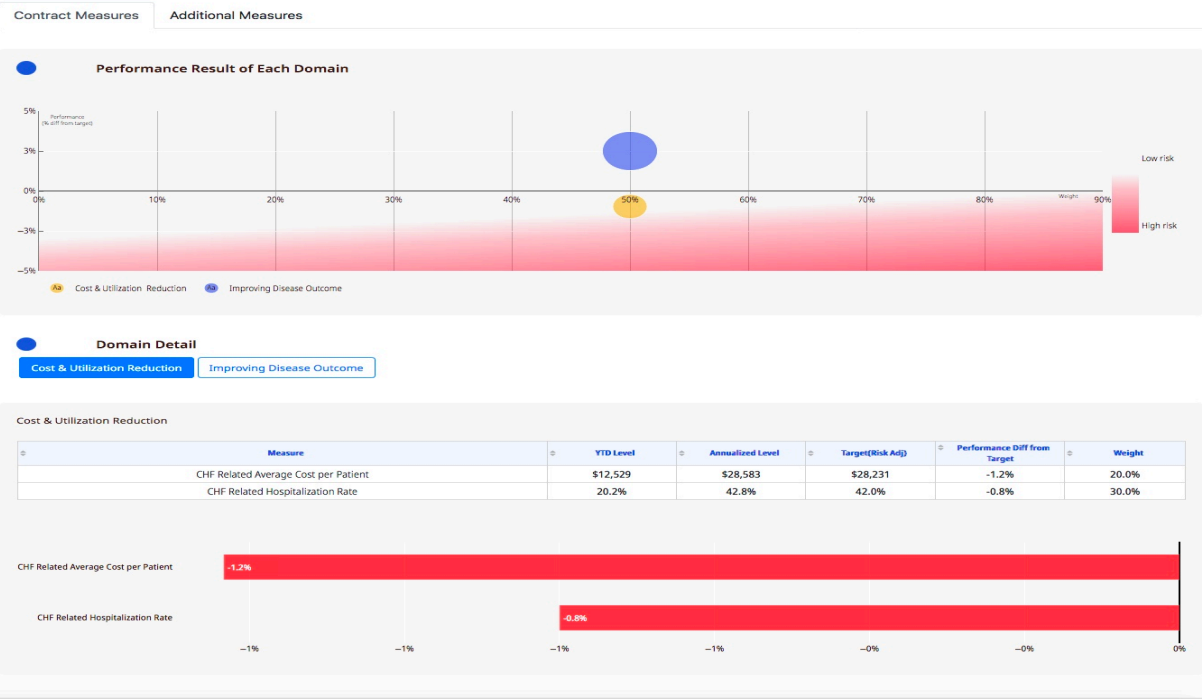 Contract Measures Additional Measures
Performance Result of Each Domain
5%
Performance
(% diff from target)
3%
Low risk
0%
0% 10% 20% 30% 40% 50% 60% 70% 80% Weight 90%
High risk
−3%
−5%
Aa Cost & Utilization Reduction Aa Improving Disease Outcome
Domain Detail
Cost & Utilization Reduction Improving Disease Outcome
Cost & Utilization Reduction
Measure YTD Level Annualized Level Target(Risk Adj) Performance Diff from
Target Weight
CHF Related Average Cost per Patient $12,529 $28,583 $28,231 -1.2% 20.0%
CHF Related Hospitalization Rate 20.2% 42.8% 42.0% -0.8% 30.0%
CHF Related Average Cost per Patient -1.2%
CHF Related Hospitalization Rate -0.8%
−1% −1% −1% −1% −0% −0% 0%